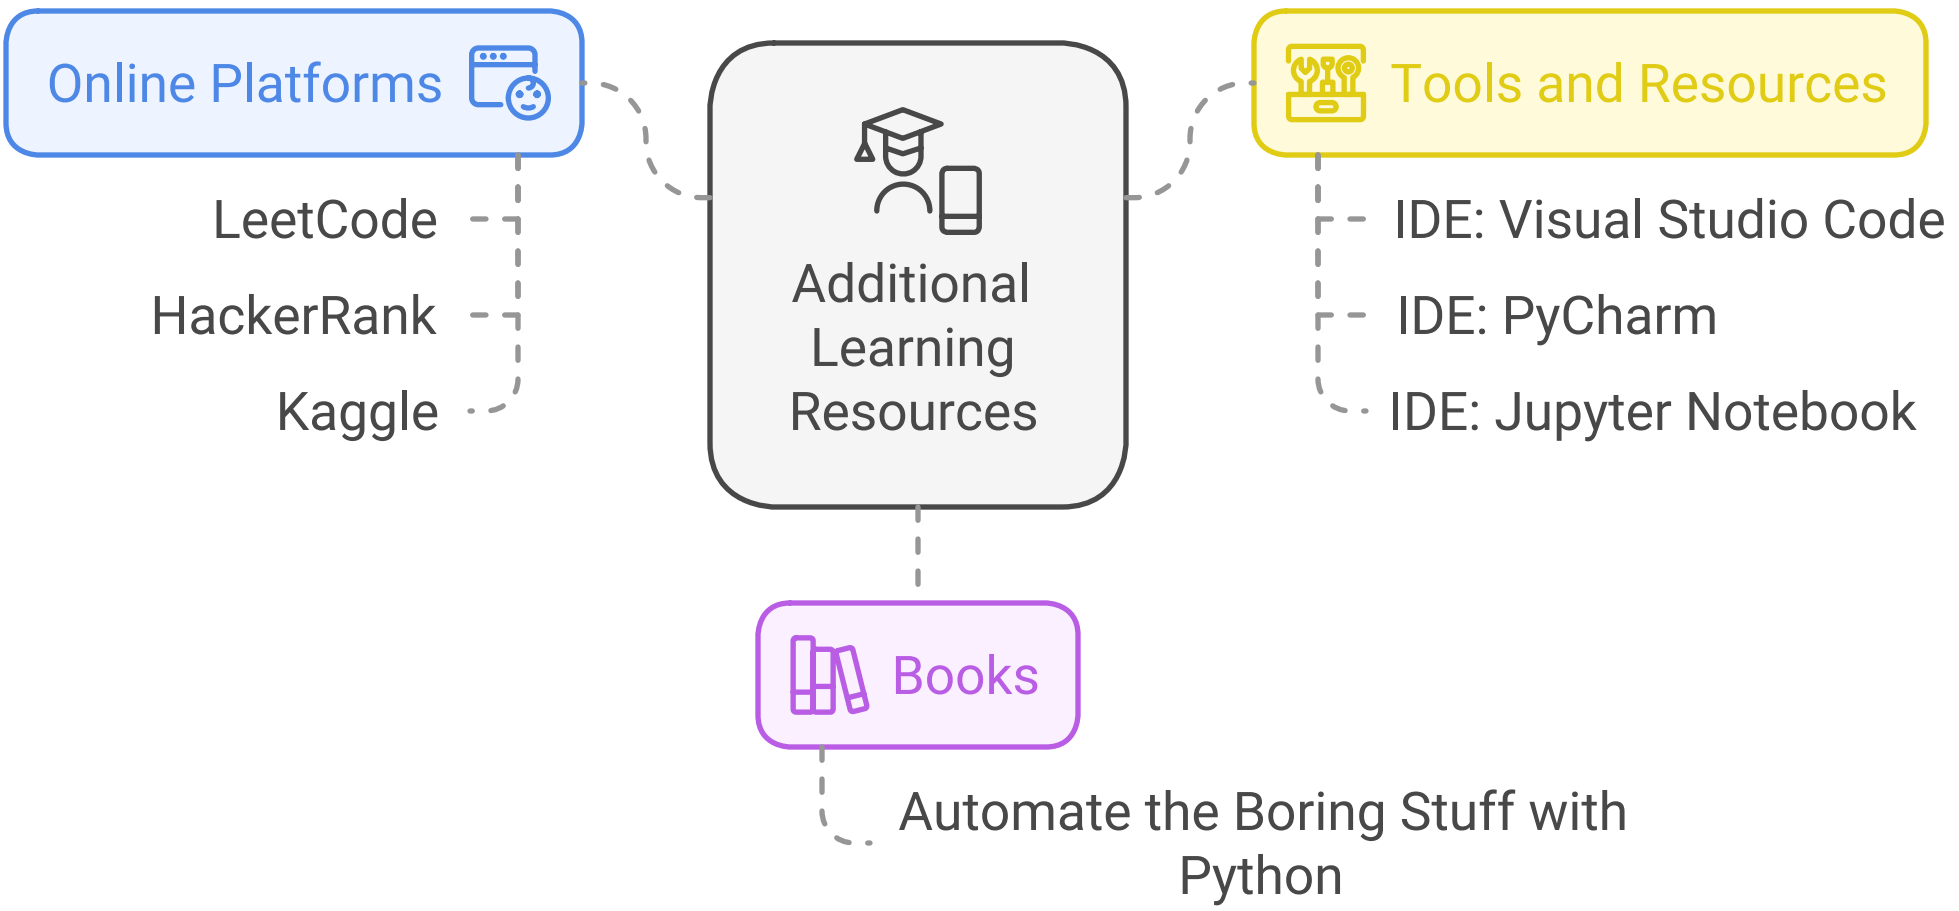 Online Platforms
LeetCode
HackerRank
Kaggle
Additional
Learning
Resources
Tools and Resources
IDE: Visual Studio Code
IDE: PyCharm
IDE: Jupyter Notebook
Books
Automate the Boring Stuff with
Python